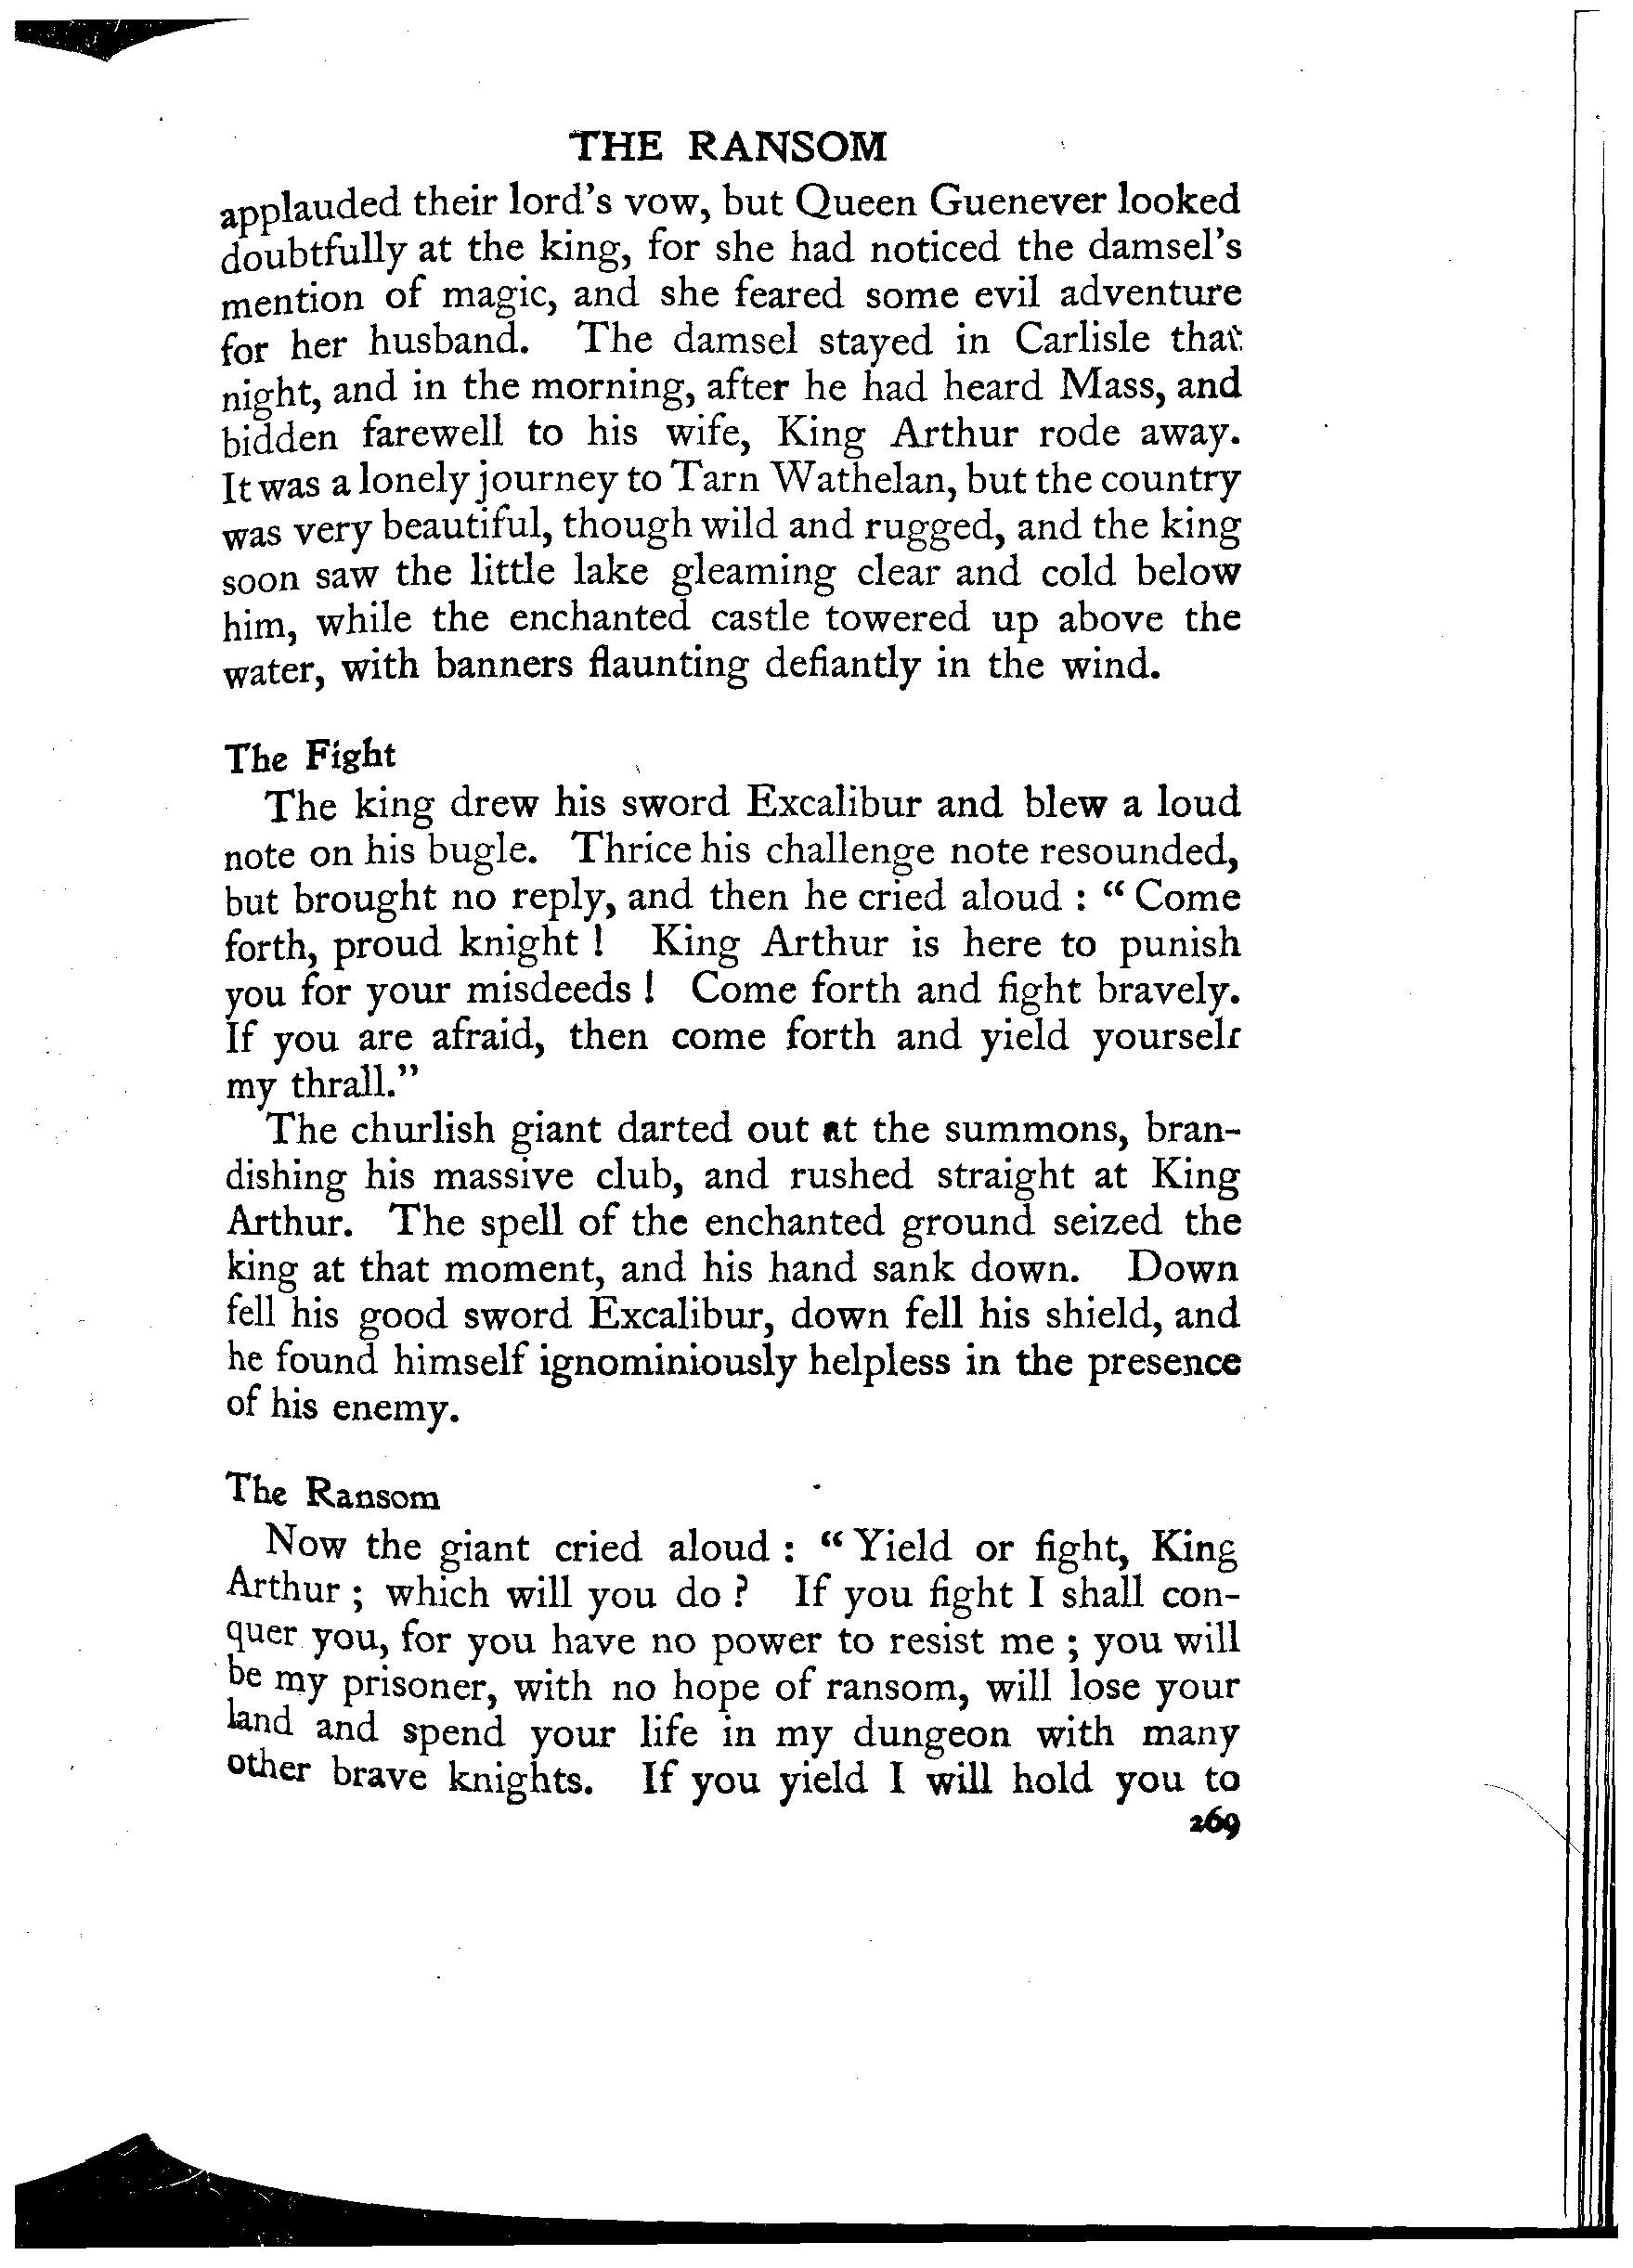 THE RANSOM
applauded their lord's vow, but Queen Guenever looked
doubtfully at the king, for she had noticed the damsel's
mention of magic, and she feared some evil adventure
for her husband. The damsel stayed in Carlisle that
night, and in the morning, after he had heard Mass, and
bidden farewell to his wife, King Arthur rode away.
It was a lonely journey to Tarn Wathelan, but the country
was very beautiful, though wild and rugged, and the king
soon saw the little lake gleaming clear and cold below
him, while the enchanted castle towered up above the
water, with banners flaunting defiantly in the wind.
The Fight
The king drew his sword Excalibur and blew a loud
note on his bugle. Thrice his challenge note resounded,
but brought no reply, and then he cried aloud : " Come
forth, proud knight ! King Arthur is here to punish
you for your misdeeds ! Come forth and fight bravely.
If you are afraid, then come forth and yield yourself
my thrall."
The churlish giant darted out at the summons, bran-
dishing his massive club, and rushed straight at King
Arthur. The spell of the enchanted ground seized the
king at that moment, and his hand sank down. Down
fell his good sword Excalibur, down fell his shield, and
he found himself ignominiously helpless in the presence
of his enemy.
The Ransom
Now the giant cried aloud : " Yield or fight, King
Arthur ; which will you do ? If you fight I shall con-
quer you, for you have no power to resist me ; you will
be my prisoner, with no hope of ransom, will lose your
land and spend your life in my dungeon with many
other brave knights. If you yield I will hold you to
269